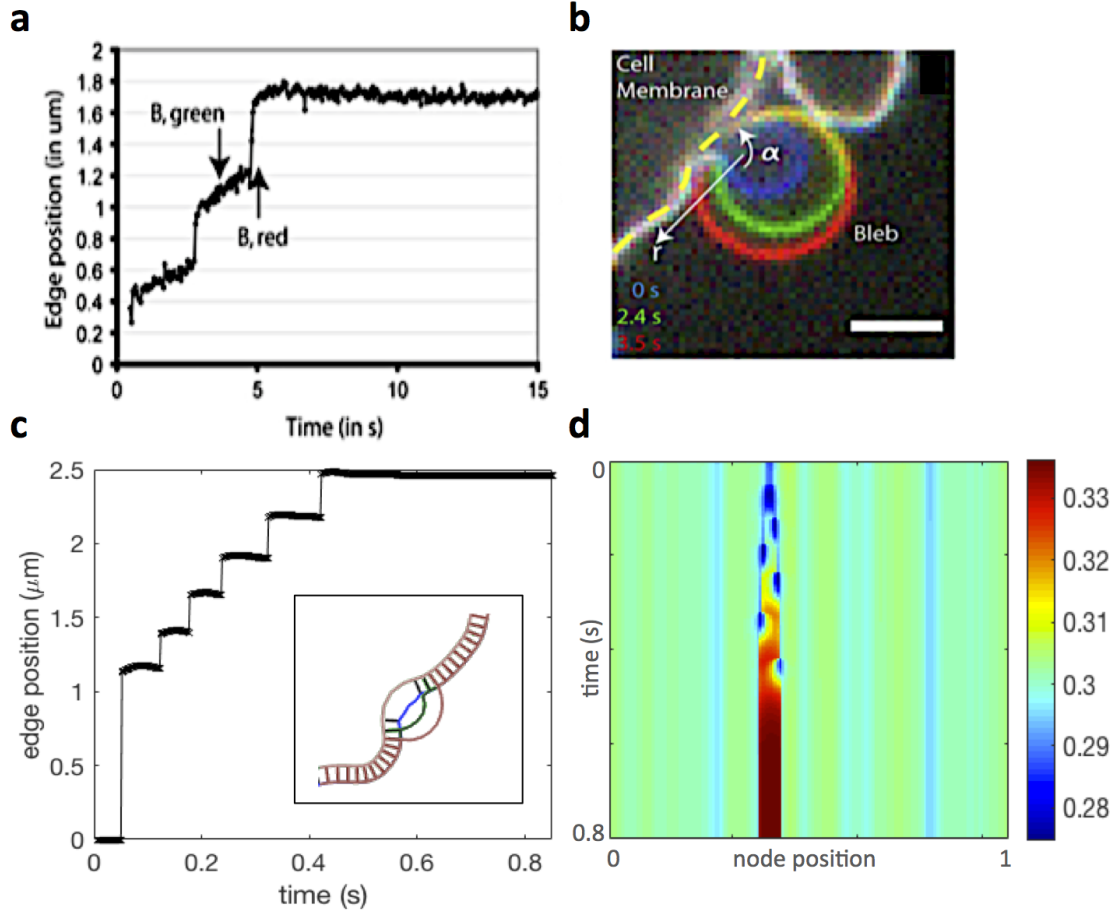 a
2
1.8
1.6
1.4
1.2
1
0.8
0.6
0.4
0.2
0
Edge position (in um)
B, green
B, red
0 5 10 15
Time (in s)
b
Cell
Membrane
α
r
Bleb
0 s
2.4 s
3.5 s
c
2.5
2
1.5
1
0.5
0
edge position (μm)
0 0.2 0.4 0.6 0.8
time (s)
d
0
time (s)
0.8
0 node position 1
0.33
0.32
0.31
0.3
0.29
0.28